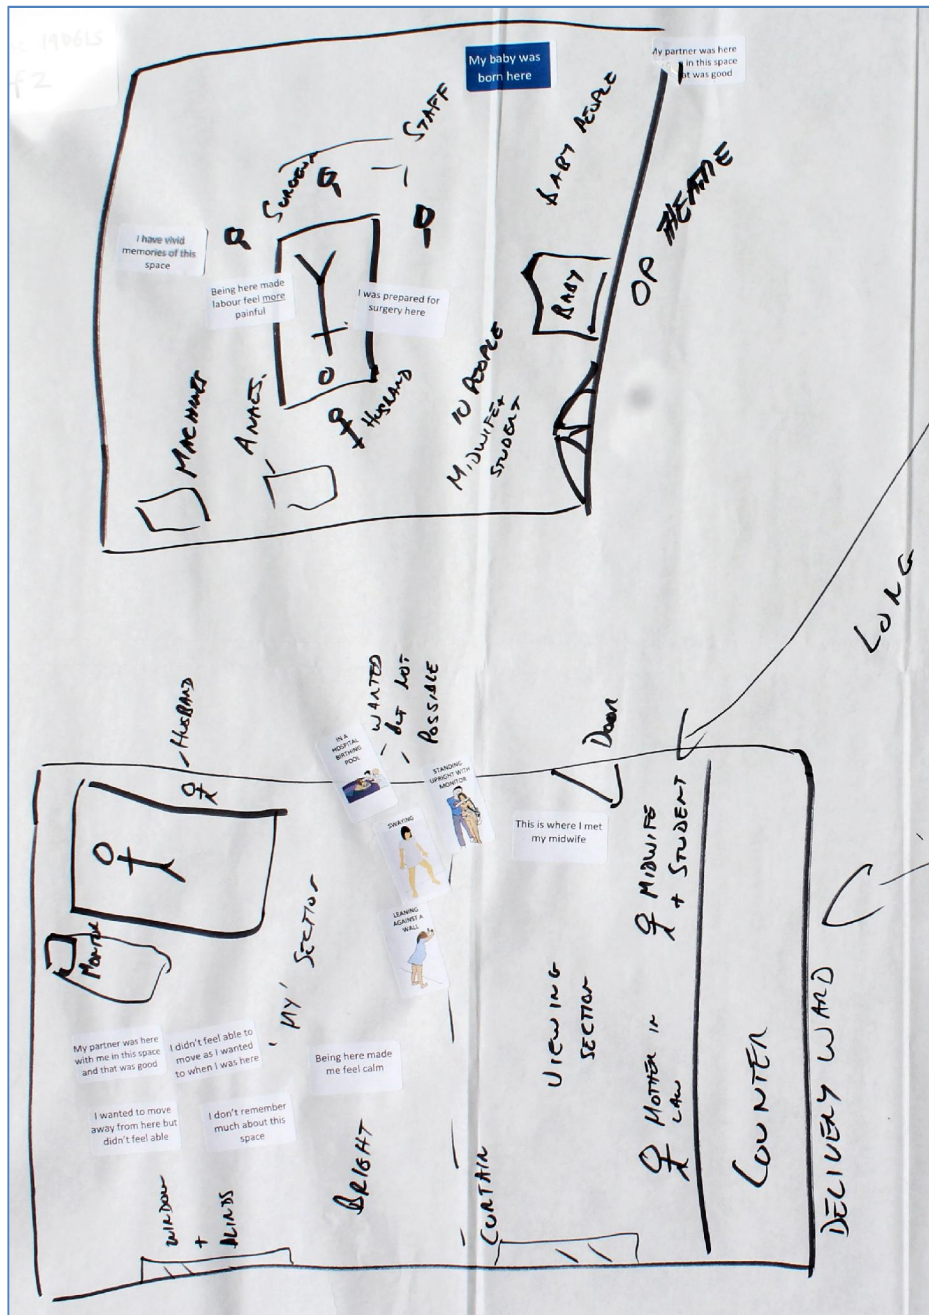 My baby was
born here
My partner was here
in this space
that was good
STAFF
SURGEON
BABY PEOPLE
I have vivid
memories of this
space
Being here made
labour feel more
painful
I was prepared for
surgery here
BABY
OP THEATRE
MACHINES
ANAES.
HUSBAND
10 PEOPLE
MIDWIFE +
STUDENT
LONG
HUSBAND
WANTED
BUT NOT
POSSIBLE
IN A
HOSPITAL
BIRTHING
POOL
STANDING
UPRIGHT WITH
MONITOR
SWAYING
LEANING
AGAINST A
WALL
DOOR
This is where I met
my midwife
MIDWIFE
+ STUDENT
MONITOR
'MY' SECTION
My partner was here
with me in this space
and that was good
I didn't feel able to
move as I wanted
to when I was here
Being here made
me feel calm
I wanted to move
away from here but
didn't feel able
I don't remember
much about this
space
VIEWING
SECTION
MOTHER IN
LAW
WINDOW
+
BLINDS
BRIGHT
CURTAIN
COUNTER
DELIVERY WARD